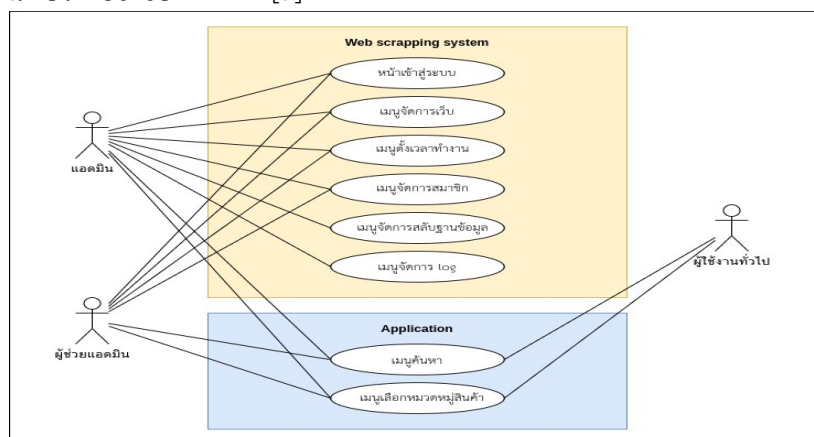 Web scrapping system
หน้าเข้าสู่ระบบ
เมนูจัดการเว็บ
เมนูตั้งเวลาทำงาน
เมนูจัดการสมาชิก
เมนูจัดการสลับฐานข้อมูล
เมนูจัดการ log
แอดมิน
ผู้ช่วยแอดมิน
ผู้ใช้งานทั่วไป
Application
เมนูค้นหา
เมนูเลือกหมวดหมู่สินค้า